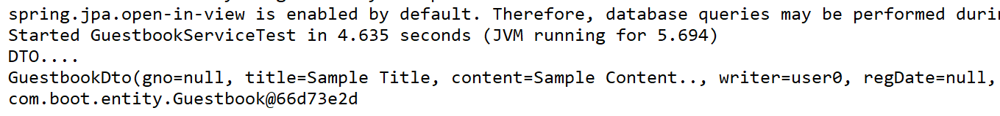 spring.jpa.open-in-view is enabled by default. Therefore, database queries may be performed
Started GuestbookServiceTest in 4.635 seconds (JVM running for 5.694)
DTO....
GuestbookDto(gno=null, title=Sample Title, content=Sample Content.., writer=user0, regDate=null,
com.boot.entity.Guestbook@66d73e2d